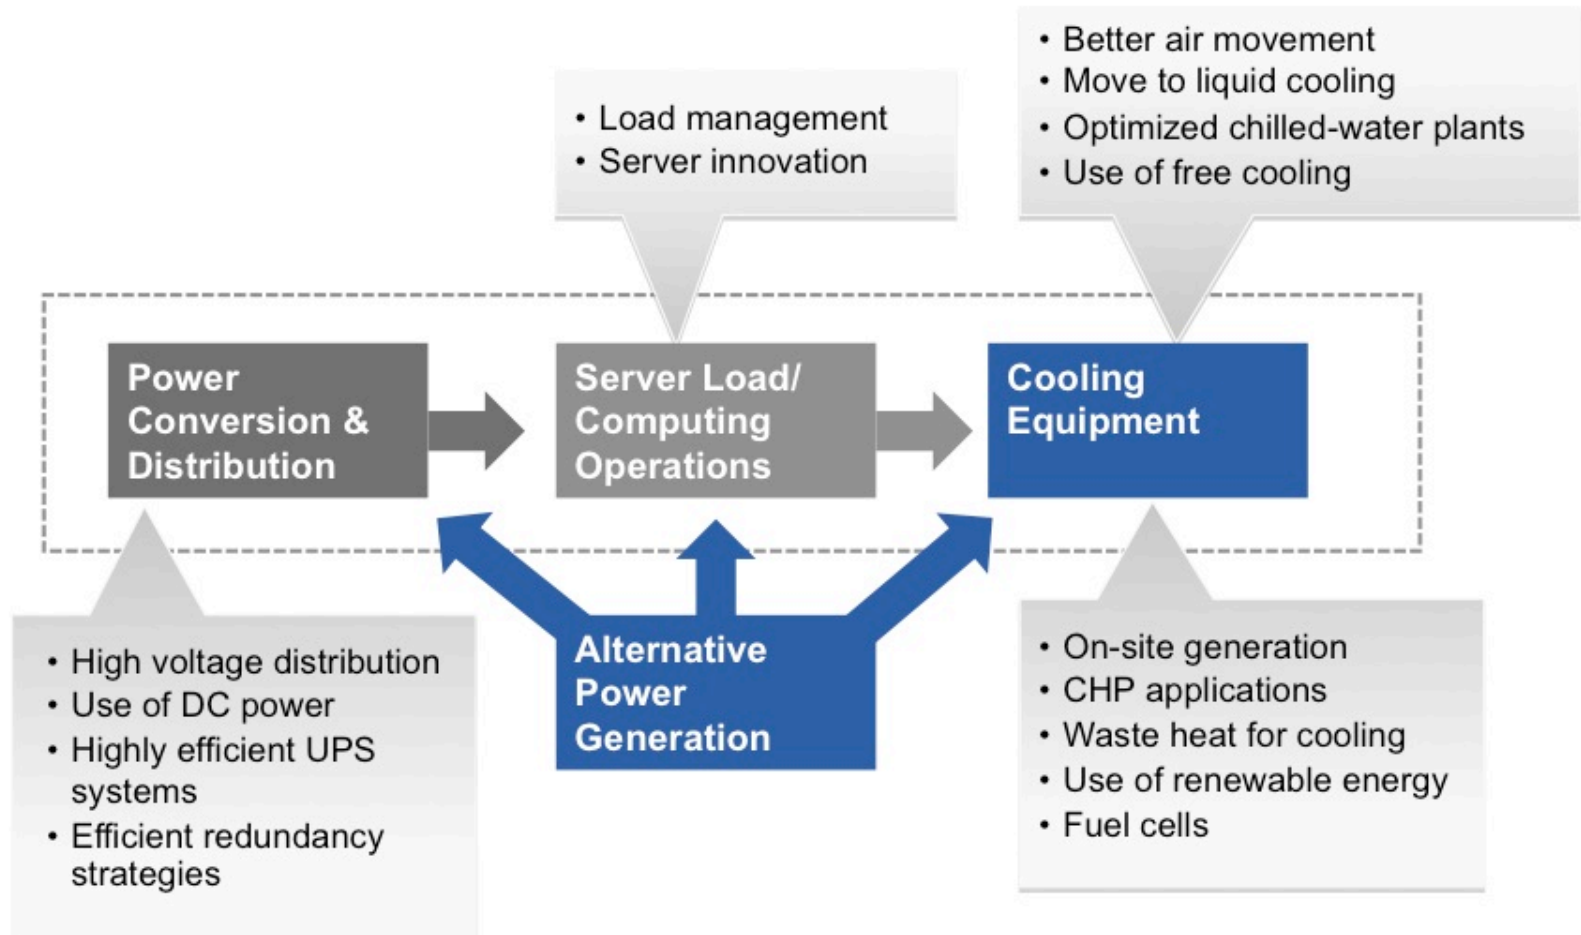 • Better air movement
• Move to liquid cooling
• Optimized chilled-water plants
• Use of free cooling
• Load management
• Server innovation
Power
Conversion &
Distribution
Server Load/
Computing
Operations
Cooling
Equipment
Alternative
Power
Generation
• High voltage distribution
• Use of DC power
• Highly efficient UPS
systems
• Efficient redundancy
strategies
• On-site generation
• CHP applications
• Waste heat for cooling
• Use of renewable energy
• Fuel cells